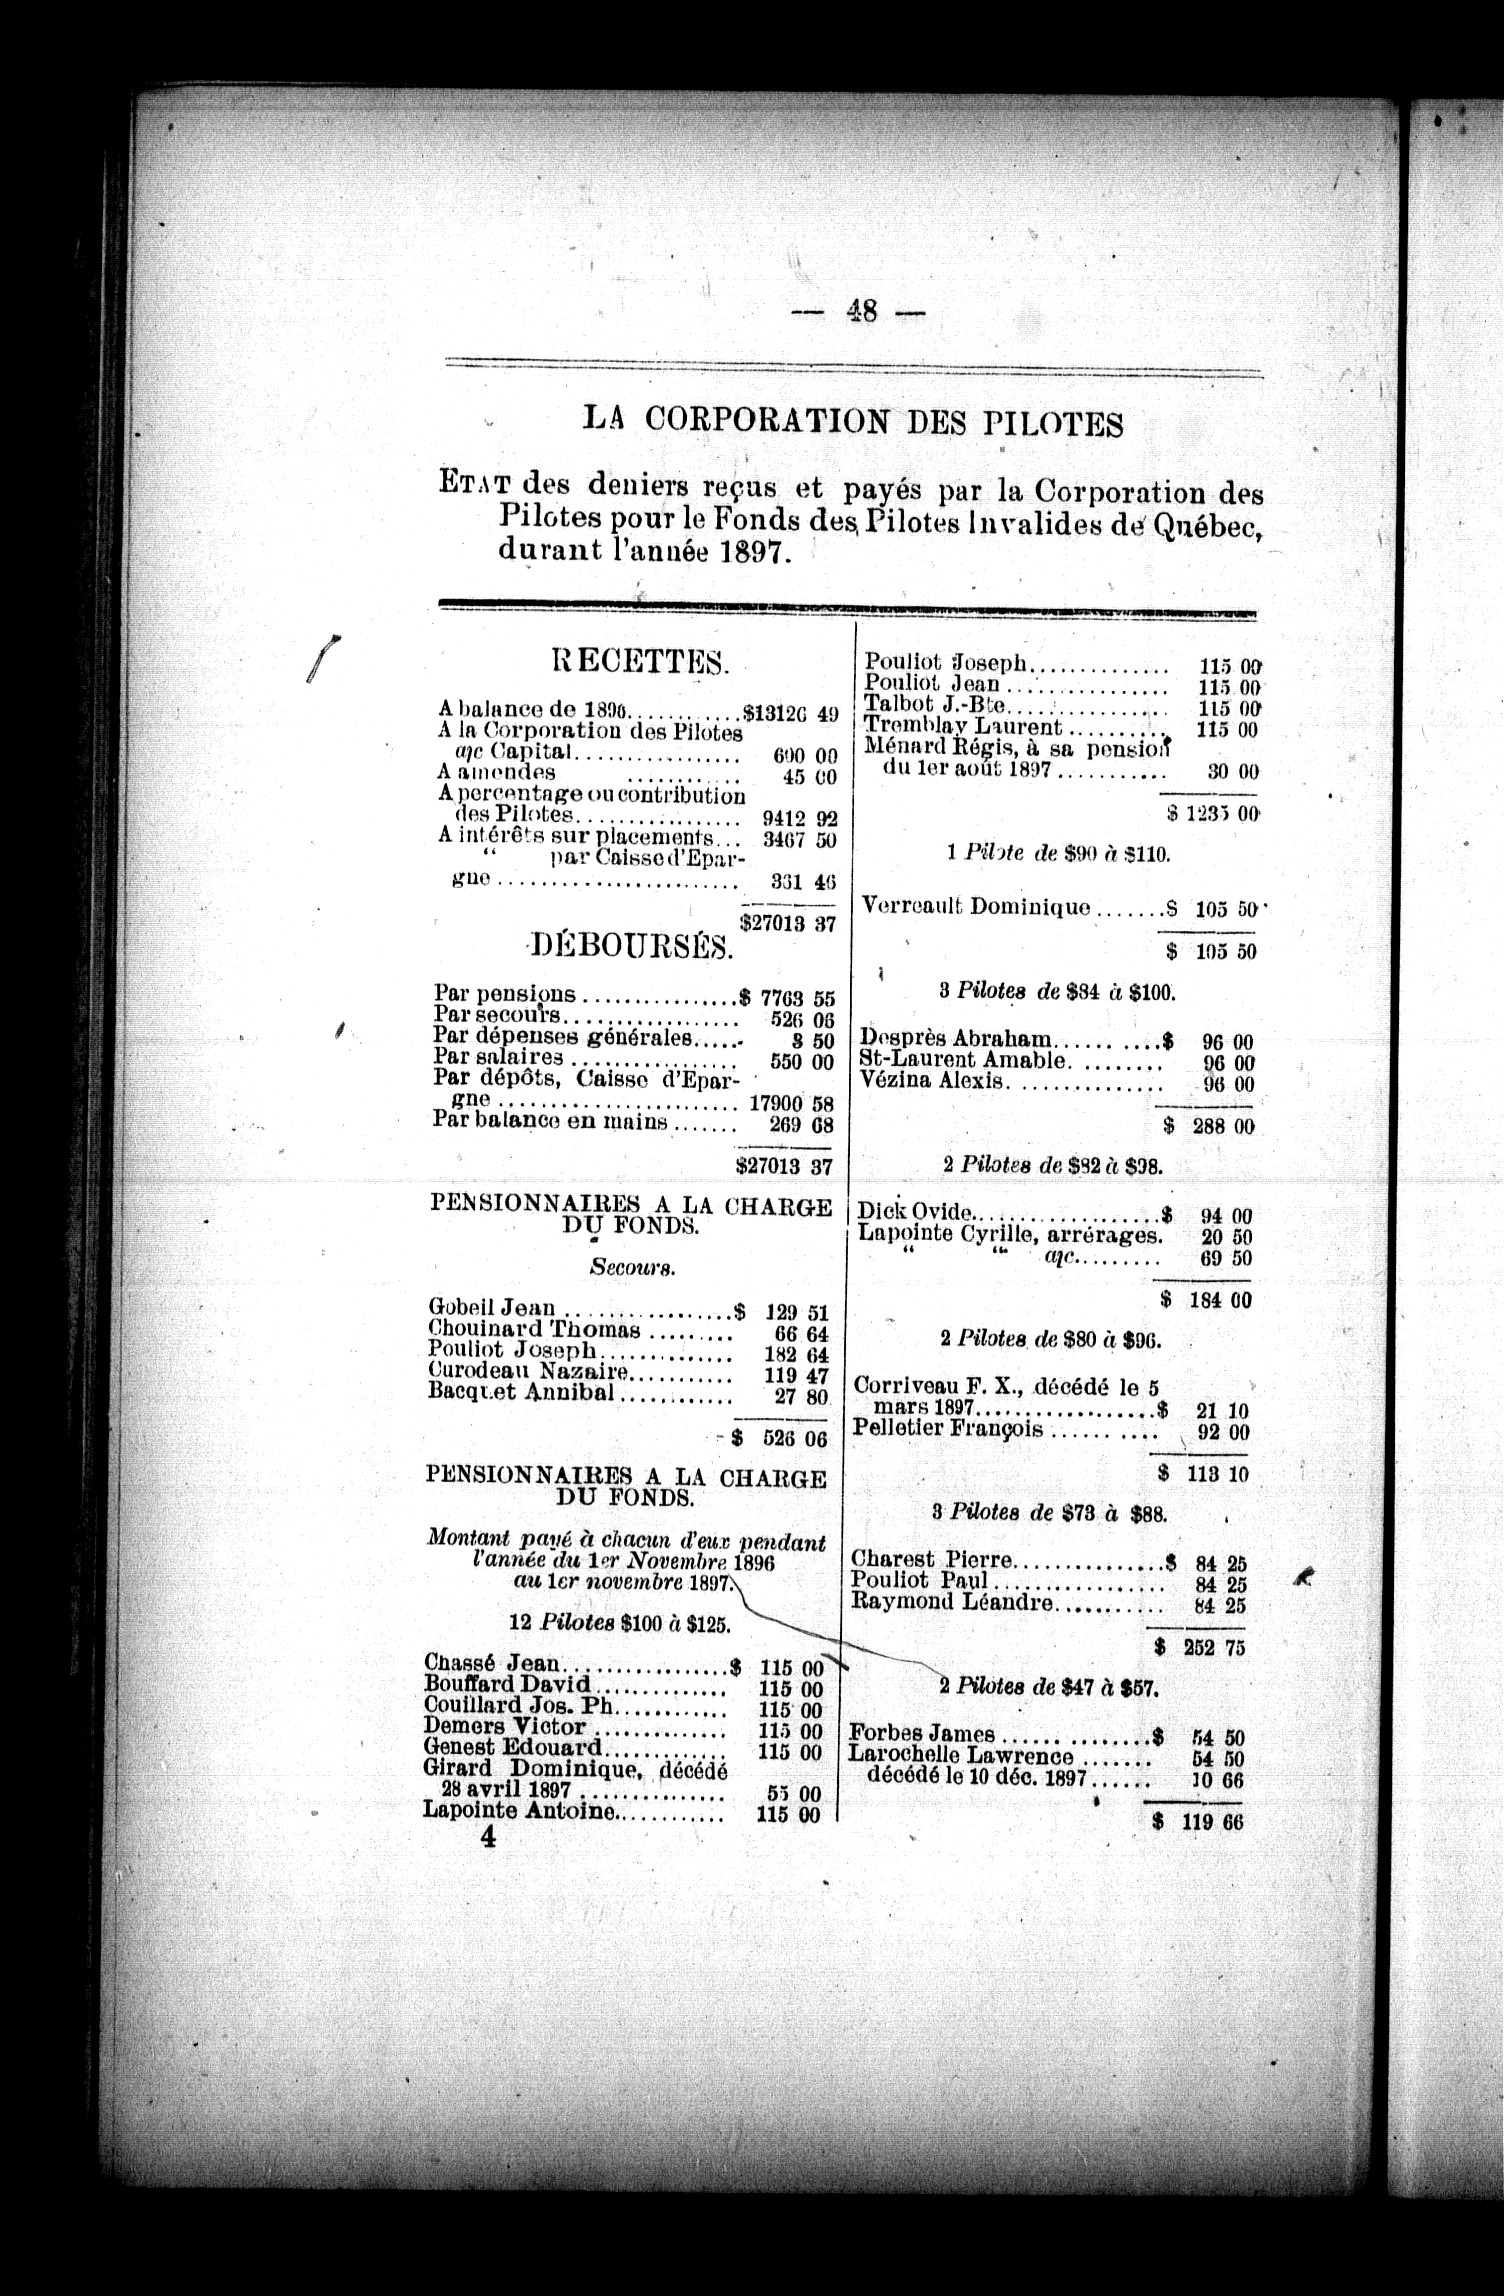 — 48 —
LA CORPORATION DES PILOTES
ETAT des deniers reçus et payés par la Corporation des
Pilotes pour le Fonds des Pilotes Invalides de Québec,
durant l'année 1897.
RECETTES.
A balance de 1896............$13126 49
A la Corporation des Pilotes
a/c Capital................. 600 00
A amendes ........... 45 00
A percentage ou contribution
des Pilotes................. 9412 92
A intérêts sur placements... 3467 50
“ par Caisse d'Epar-
gne ........................ 361 46
$27013 37
DÉBOURSÉS.
Par pensions ................$ 7763 55
Par secours.................. 526 06
Par dépenses générales...... 3 50
Par salaires ................. 550 00
Par dépôts, Caisse d'Epar-
gne ........................ 17900 58
Par balance en mains ....... 269 68
$27013 37
PENSIONNAIRES A LA CHARGE
DU FONDS.
Secours.
Gobeil Jean .................$ 129 51
Chouinard Thomas ......... 66 64
Pouliot Joseph.............. 182 64
Curodeau Nazaire........... 119 47
Bacquet Annibal............ 27 80
$ 526 06
PENSIONNAIRES A LA CHARGE
DU FONDS.
Montant payé à chacun d'eux pendant
l'année du 1er Novembre 1896
au 1er novembre 1897.
12 Pilotes $100 à $125.
Chassé Jean.................$ 115 00
Bouffard David.............. 115 00
Couillard Jos. Ph............ 115 00
Demers Victor .............. 115 00
Genest Edouard............. 115 00
Girard Dominique, décédé
28 avril 1897 ............... 55 00
Lapointe Antoine............ 115 00
4
Pouliot Joseph.............. 115 00
Pouliot Jean ................ 115 00
Talbot J.-Bte................ 115 00
Tremblay Laurent .......... 115 00
Ménard Régis, à sa pension
du 1er août 1897 ........... 30 00
$ 1235 00
1 Pilote de $90 à $110.
Verreault Dominique .......$ 105 50
$ 105 50
3 Pilotes de $84 à $100.
Desprès Abraham...... .....$ 96 00
St-Laurent Amable. ........ 96 00
Vézina Alexis. .............. 96 00
$ 288 00
2 Pilotes de $82 à $98.
Dick Ovide..................$ 94 00
Lapointe Cyrille, arrérages. 20 50
“ “ a/c......... 69 50
$ 184 00
2 Pilotes de $80 à $96.
Corriveau F. X., décédé le 5
mars 1897..................$ 21 10
Pelletier François .......... 92 00
$ 113 10
3 Pilotes de $73 à $88.
Charest Pierre...............$ 84 25
Pouliot Paul ................. 84 25
Raymond Léandre........... 84 25
$ 252 75
2 Pilotes de $47 à $57.
Forbes James ...... ........$ 54 50
Larochelle Lawrence ....... 54 50
décédé le 10 déc. 1897...... 10 66
$ 119 66